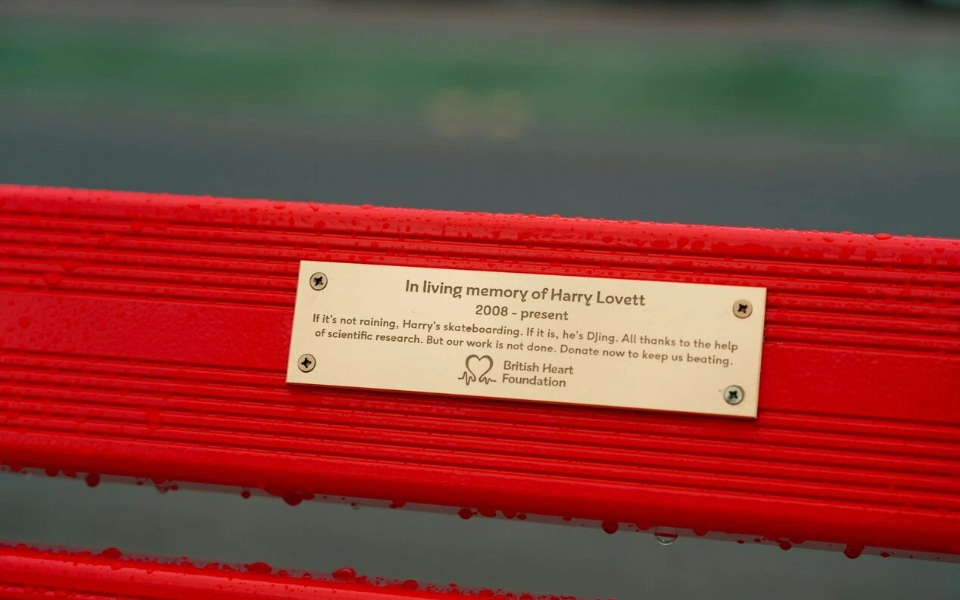 In living memory of Harry Lovett
2008 - present
If it's not raining, Harry's skateboarding. If it is, he's DJing. All thanks to the help
of scientific research. But our work is not done. Donate now to keep us beating.
British Heart
Foundation